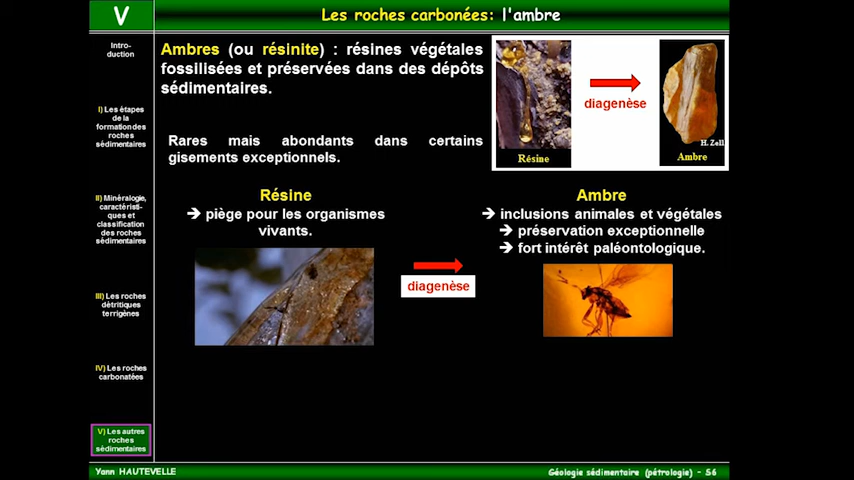 V
Les roches carbonées: l'ambre
Intro-
duction
I) Les étapes
de la
formation des
roches
sédimentaires
II) Minéralogie,
caractéristi-
ques et
classification
des roches
sédimentaires
III) Les roches
détritiques
terrigènes
IV) Les roches
carbonatées
V) Les autres
roches
sédimentaires
Ambres (ou résinite) : résines végétales
fossilisées et préservées dans des dépôts
sédimentaires.
Rares mais abondants dans certains
gisements exceptionnels.
diagenèse
H. Zell
Résine
Ambre
Résine
➔ piège pour les organismes
vivants.
diagenèse
Ambre
➔ inclusions animales et végétales
➔ préservation exceptionnelle
➔ fort intérêt paléontologique.
Yann HAUTEVELLE
Géologie sédimentaire (pétrologie) - 56